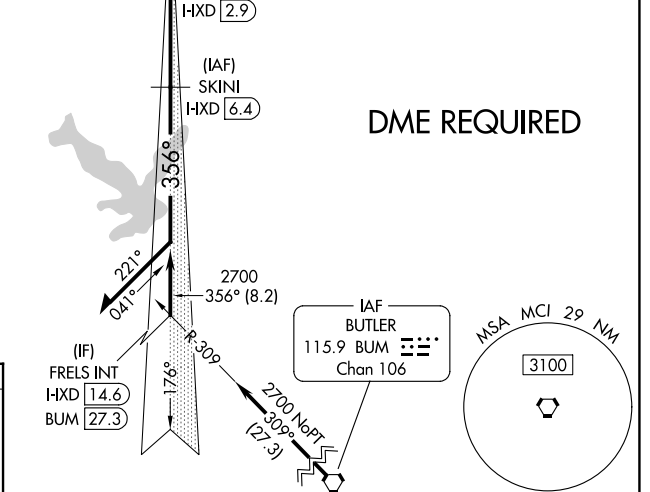 I-IXD 2.9
(IAF)
SKINI
I-IXD 6.4
DME REQUIRED
356°
221°
041°
2700
356° (8.2)
IAF
BUTLER
115.9 BUM
Chan 106
MSA MCI 29 NM
3100
(IF)
FRELS INT
I-IXD 14.6
BUM 27.3
R-309
176°
2700 NoPT
309°
(27.3)